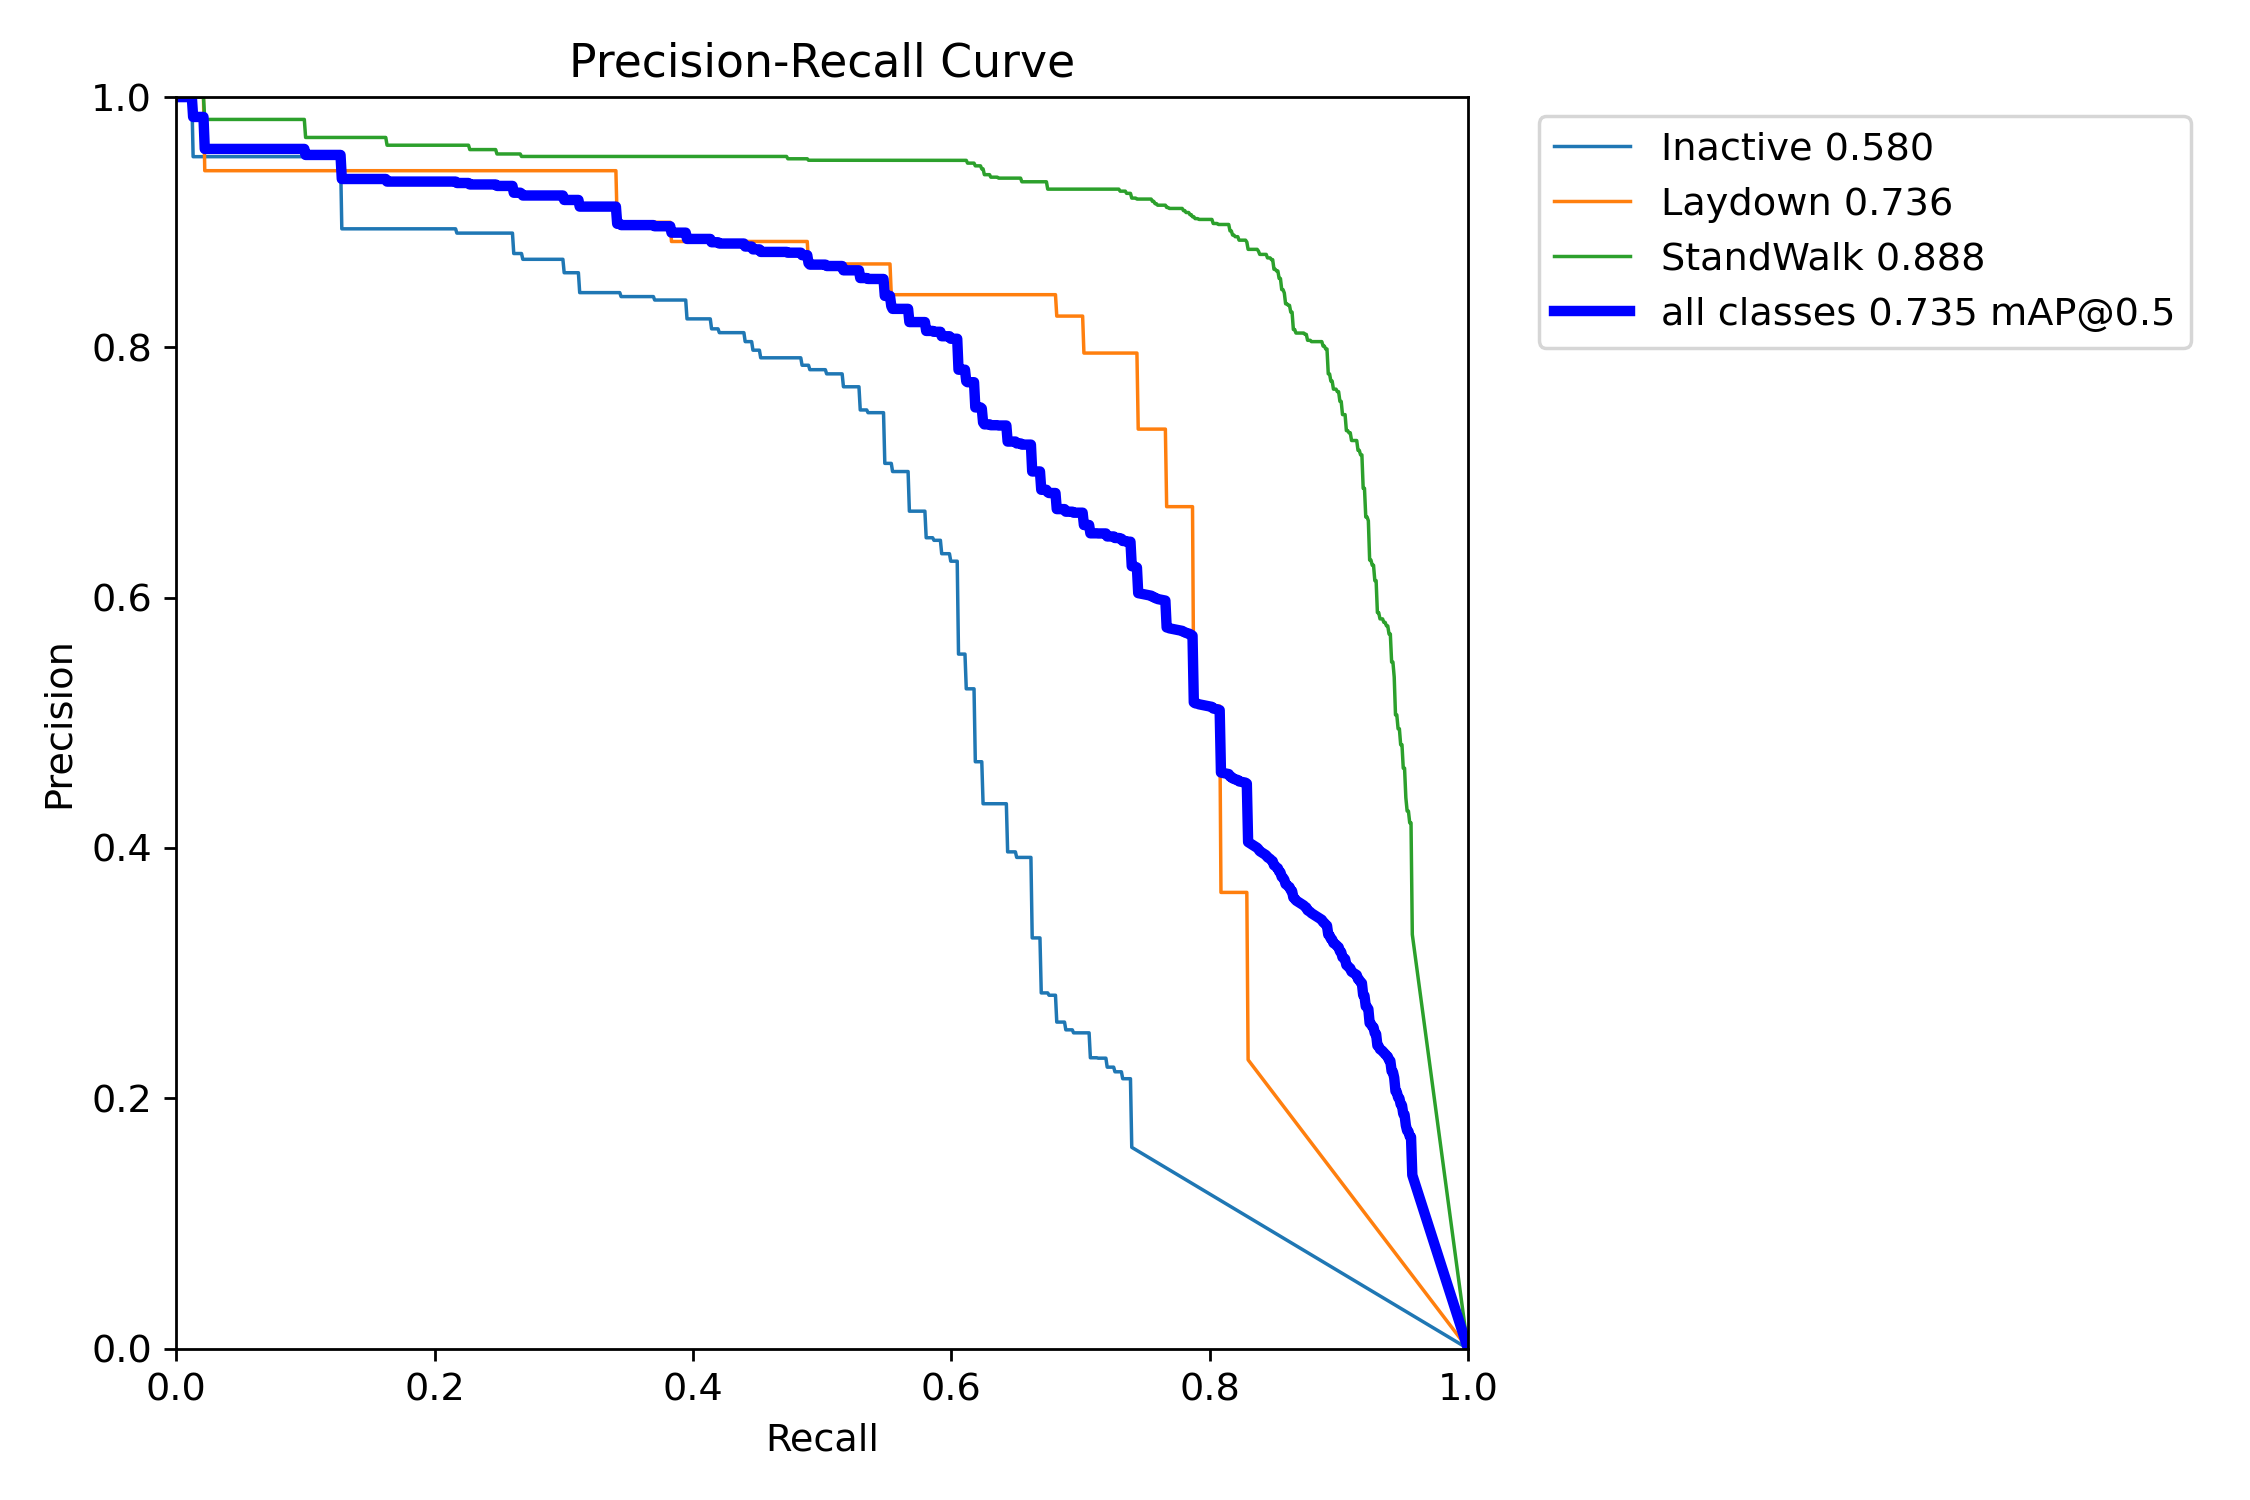 Precision-Recall Curve
1.0
0.8
0.6
0.4
0.2
0.0
Precision
0.0 0.2 0.4 0.6 0.8 1.0
Recall
Inactive 0.580
Laydown 0.736
StandWalk 0.888
all classes 0.735 mAP@0.5